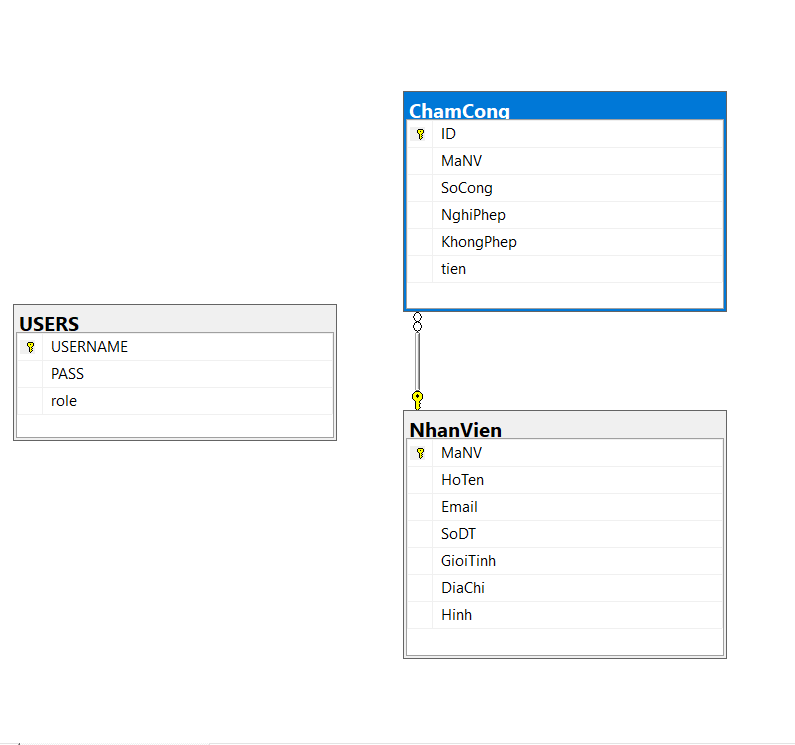 ChamCong
ID
MaNV
SoCong
NghiPhep
KhongPhep
tien
USERS
USERNAME
PASS
role
NhanVien
MaNV
HoTen
Email
SoDT
GioiTinh
DiaChi
Hinh